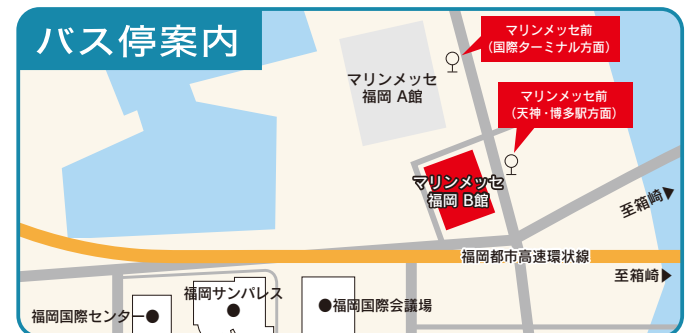 バス停案内
マリンメッセ前
（国際ターミナル方面）
マリンメッセ
福岡 A館
マリンメッセ前
（天神・博多駅方面）
マリンメッセ
福岡 B館
至箱崎▶
福岡都市高速環状線
至箱崎▶
福岡サンパレス
福岡国際センター
福岡国際会議場